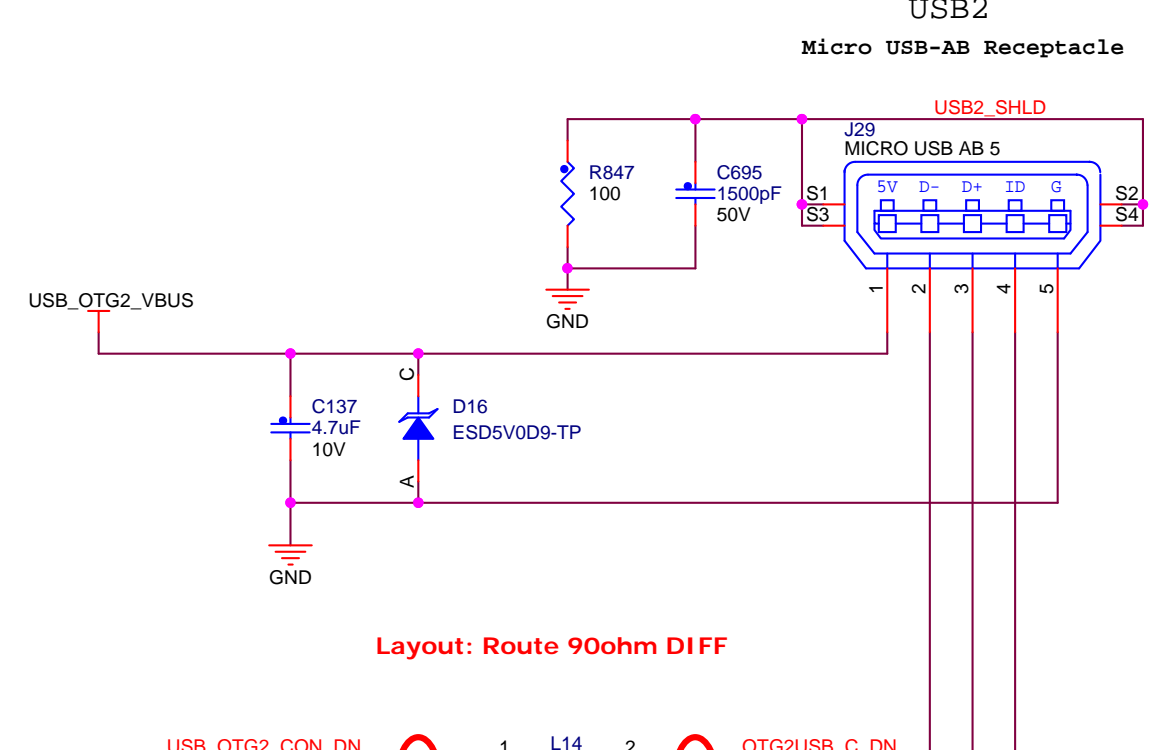 USB2
Micro USB-AB Receptacle
USB2_SHLD
J29
MICRO USB AB 5
R847
100
C695
1500pF
50V
S1
S3
5V D- D+ ID G
S2
S4
GND
1 2 3 4 5
USB_OTG2_VBUS
C
C137
4.7uF
10V
D16
ESD5V0D9-TP
A
GND
Layout: Route 90ohm DIFF
USB_OTG2_CON_DN 1 L14 2 OTG2USB_C_DN